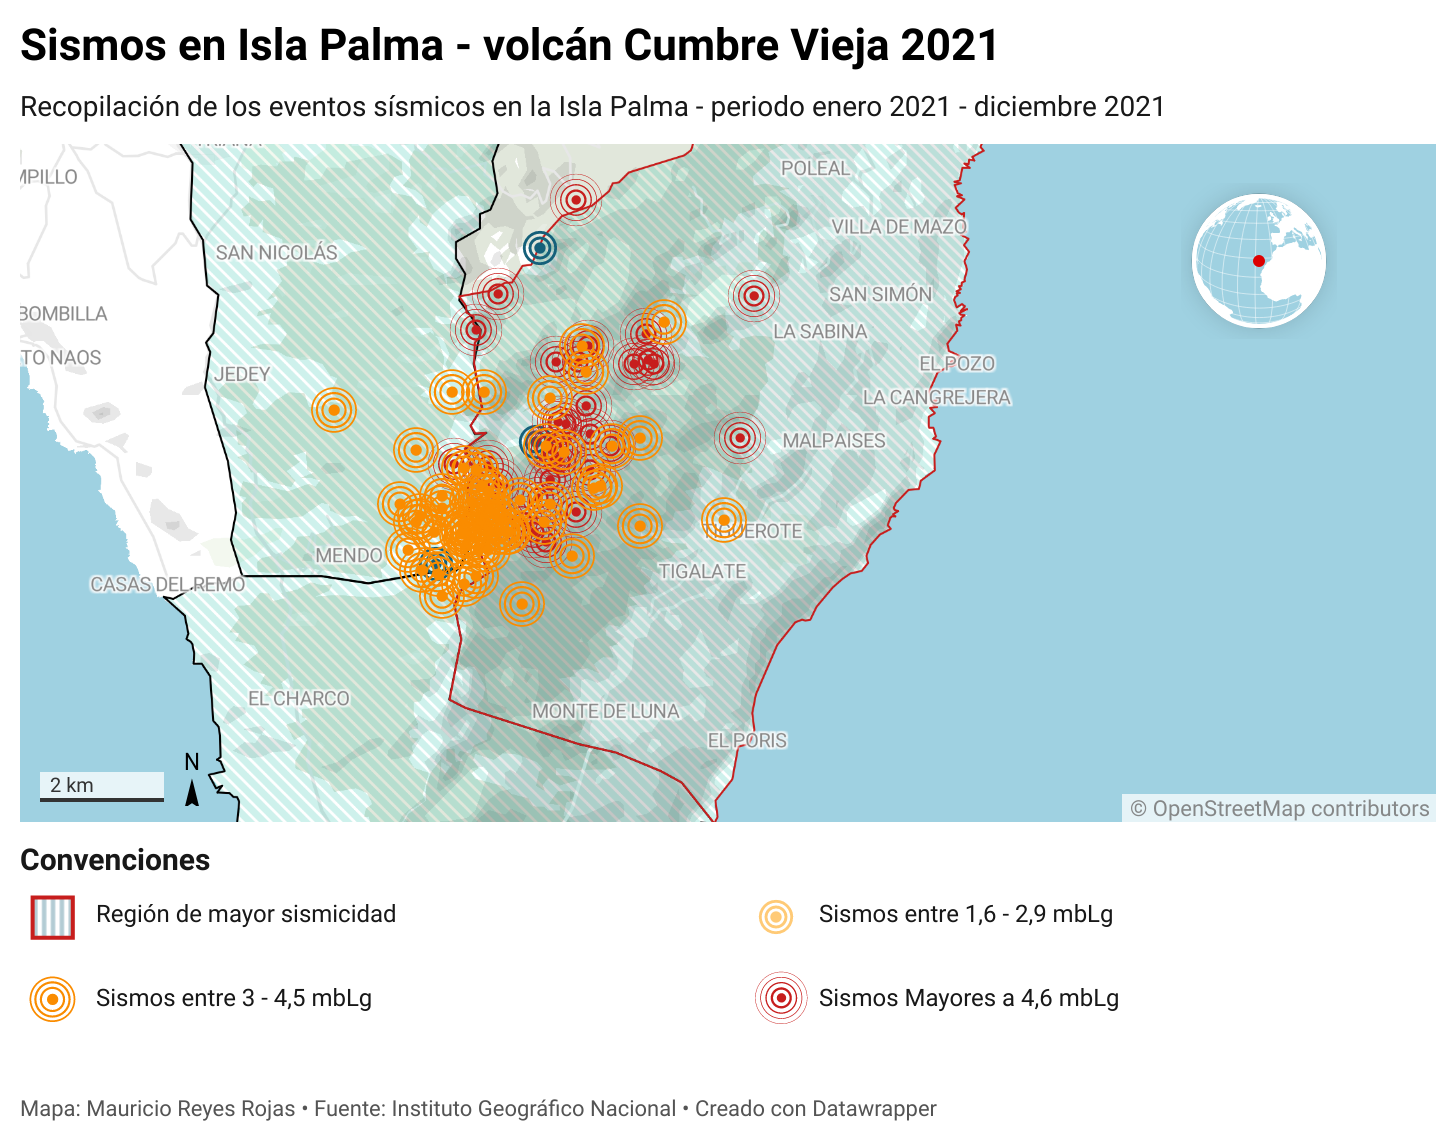 Sismos en Isla Palma - volcán Cumbre Vieja 2021
Recopilación de los eventos sísmicos en la Isla Palma - periodo enero 2021 - diciembre 2021
POLEAL
MPILLO
VILLA DE MAZO
SAN NICOLÁS
SAN SIMÓN
BOMBILLA
LA SABINA
TO NAOS
EL POZO
JEDEY
LA CANGREJERA
MALPAISES
TIGUEROTE
MENDO
TIGALATE
CASAS DEL REMO
EL CHARCO
MONTE DE LUNA
EL PORIS
N
2 km
© OpenStreetMap contributors
Convenciones
Región de mayor sismicidad
Sismos entre 1,6 - 2,9 mbLg
Sismos entre 3 - 4,5 mbLg
Sismos Mayores a 4,6 mbLg
Mapa: Mauricio Reyes Rojas • Fuente: Instituto Geográfico Nacional • Creado con Datawrapper